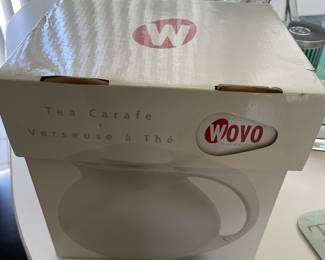 W
Tea Carafe
Verseuse à Thé
WOVO